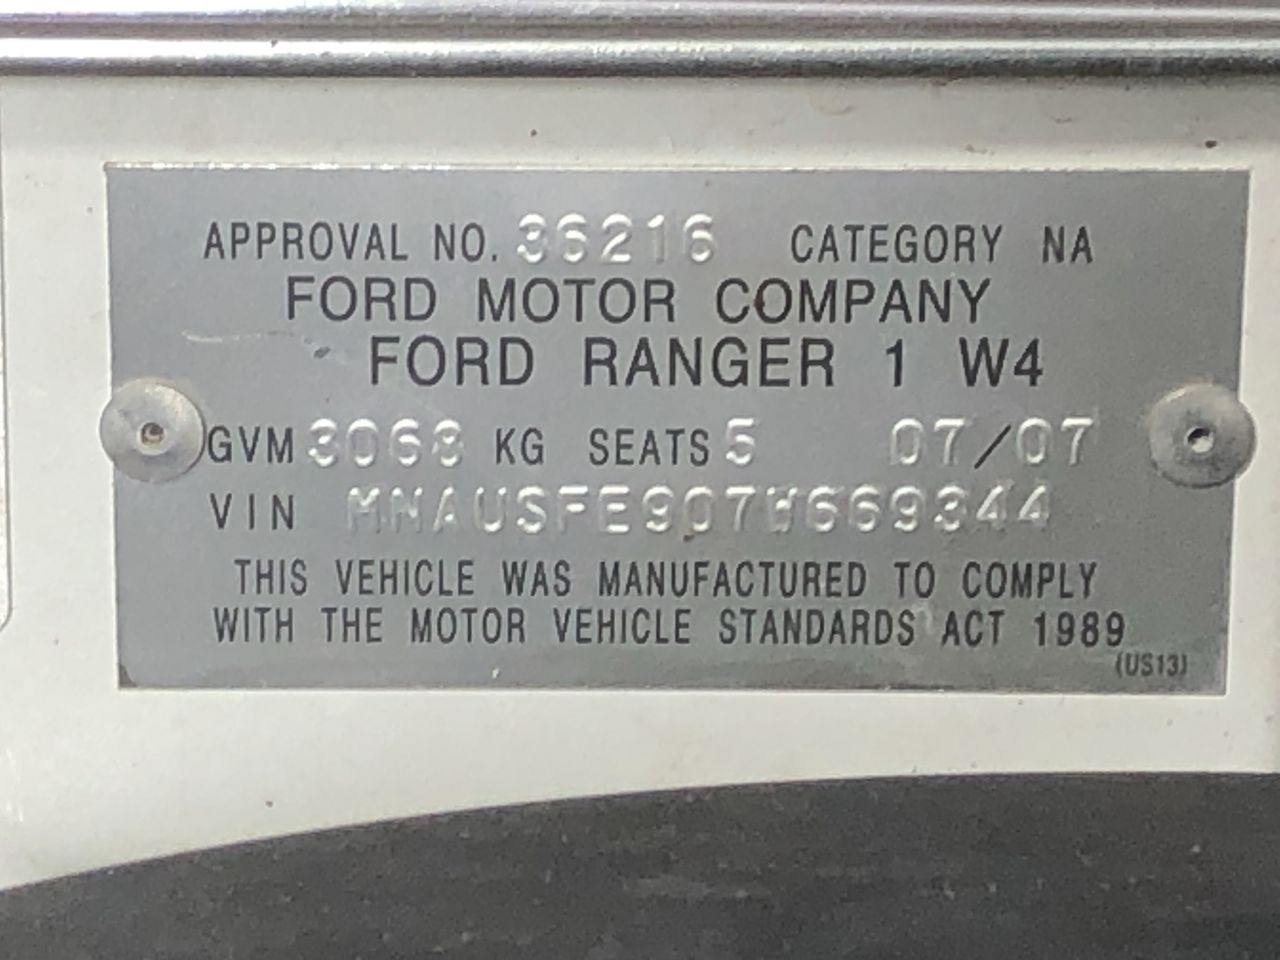 APPROVAL NO. 36216 CATEGORY NA
FORD MOTOR COMPANY
FORD RANGER 1 W4
GVM 3068 KG SEATS 5 07/07
VIN MNAUSFE907W669344
THIS VEHICLE WAS MANUFACTURED TO COMPLY
WITH THE MOTOR VEHICLE STANDARDS ACT 1989
(US13)